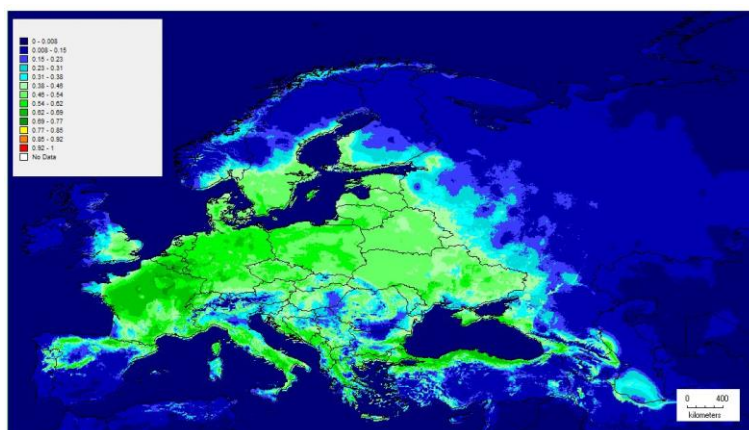 0 - 0.008
0.008 - 0.15
0.15 - 0.23
0.23 - 0.31
0.31 - 0.38
0.38 - 0.46
0.46 - 0.54
0.54 - 0.62
0.62 - 0.69
0.69 - 0.77
0.77 - 0.85
0.85 - 0.92
0.92 - 1
No Data
0 400
kilometers